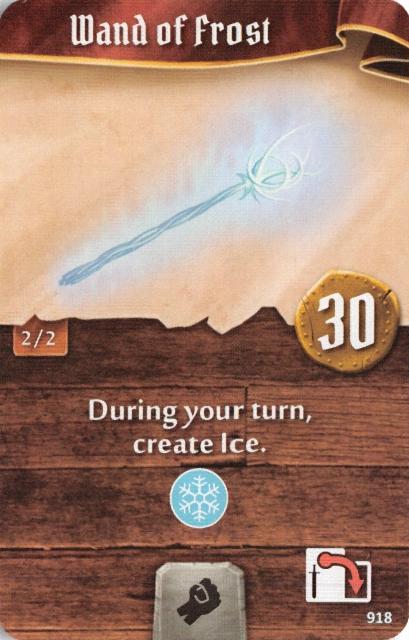 Wand of Frost
30
2/2
During your turn,
create Ice.
918